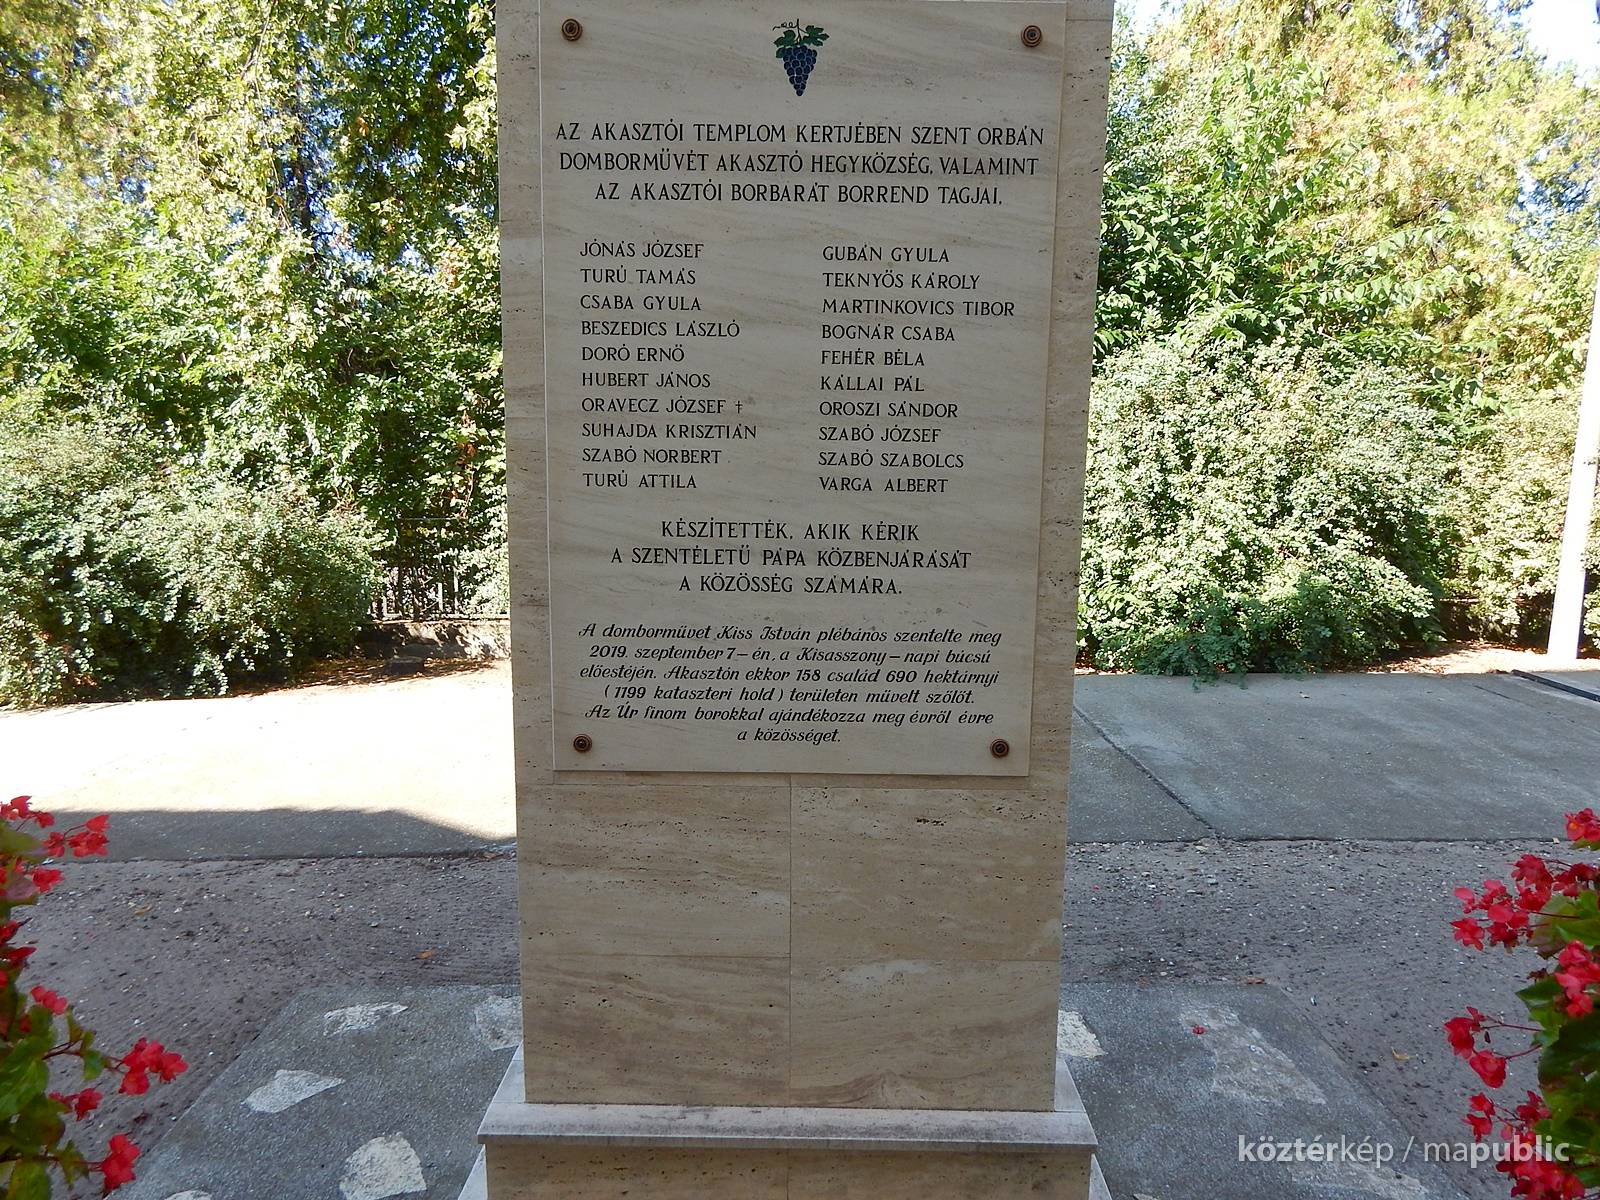 AZ AKASZTÓI TEMPLOM KERTJÉBEN SZENT ORBÁN
DOMBORMŰVÉT AKASZTÓ HEGYKÖZSÉG, VALAMINT
AZ AKASZTÓI BORBARÁT BORREND TAGJAI,
JÓNÁS JÓZSEF
TURÚ TAMÁS
CSABA GYULA
BESZEDICS LÁSZLÓ
DORÓ ERNŐ
HUBERT JÁNOS
ORAVECZ JÓZSEF †
SUHAJDA KRISZTIÁN
SZABÓ NORBERT
TURÚ ATTILA
GUBÁN GYULA
TEKNYŐS KÁROLY
MARTINKOVICS TIBOR
BOGNÁR CSABA
FEHÉR BÉLA
KÁLLAI PÁL
OROSZI SÁNDOR
SZABÓ JÓZSEF
SZABÓ SZABOLCS
VARGA ALBERT
KÉSZÍTETTÉK, AKIK KÉRIK
A SZENTÉLETŰ PÁPA KÖZBENJÁRÁSÁT
A KÖZÖSSÉG SZÁMÁRA.
A domborművet Kiss István plébános szentelte meg
2019. szeptember 7–én, a Kisasszony–napi búcsú
előestéjén. Akasztón ekkor 158 család 690 hektárnyi
(1199 kataszteri hold) területen művelt szőlőt.
Az Úr finom borokkal ajándékozza meg évről évre
a közösséget.
köztérkép / mapublic